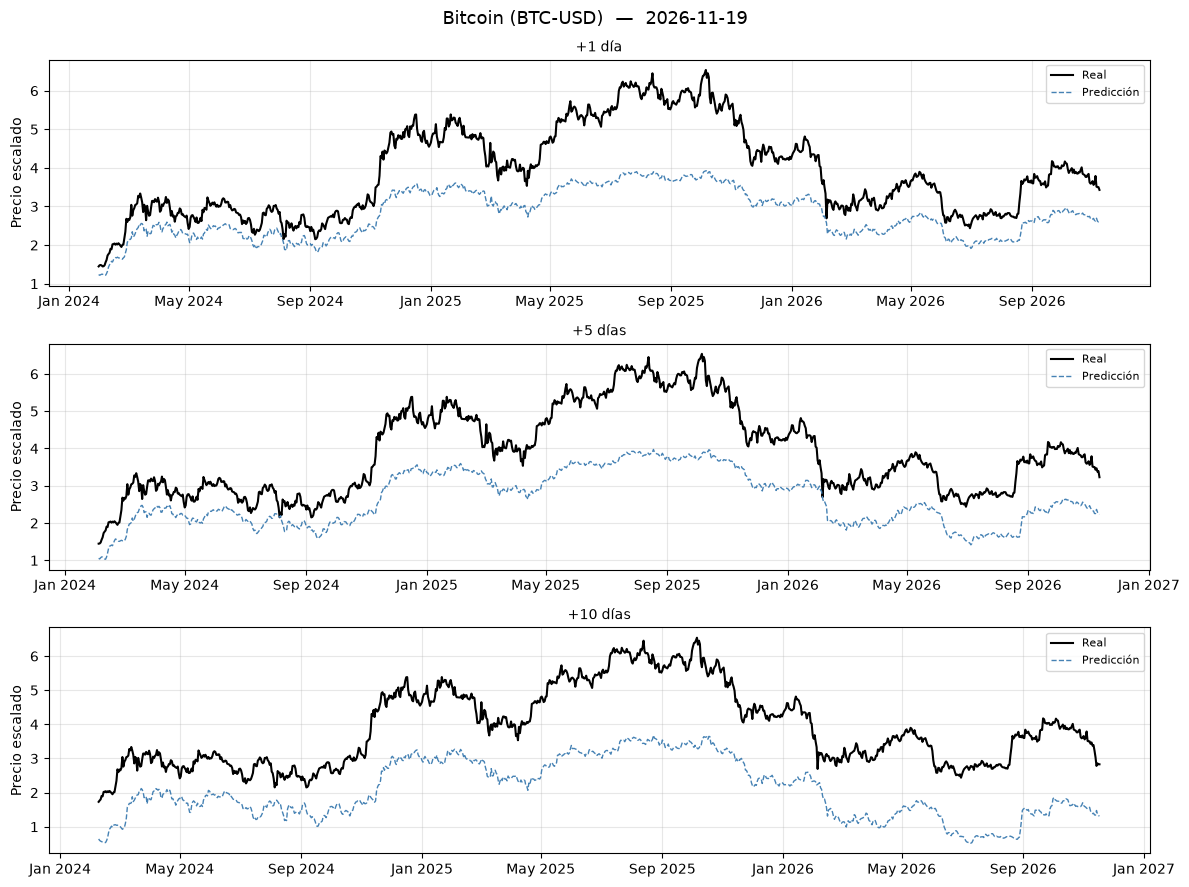 Bitcoin (BTC-USD) — 2026-11-19
+1 día
Precio escalado
6
5
4
3
2
1
Real
Predicción
Jan 2024 May 2024 Sep 2024 Jan 2025 May 2025 Sep 2025 Jan 2026 May 2026 Sep 2026
+5 días
Precio escalado
6
5
4
3
2
1
Real
Predicción
Jan 2024 May 2024 Sep 2024 Jan 2025 May 2025 Sep 2025 Jan 2026 May 2026 Sep 2026 Jan 2027
+10 días
Precio escalado
6
5
4
3
2
1
Real
Predicción
Jan 2024 May 2024 Sep 2024 Jan 2025 May 2025 Sep 2025 Jan 2026 May 2026 Sep 2026 Jan 2027